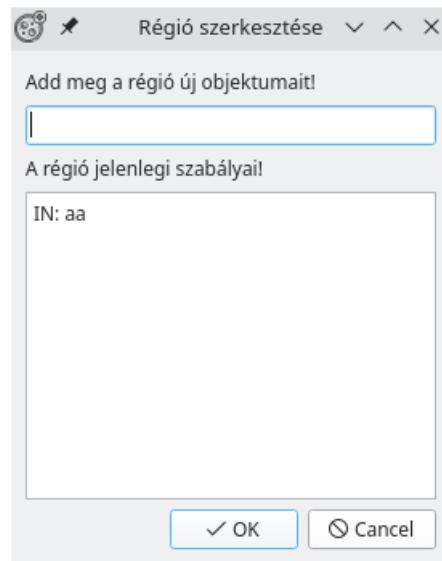 Régió szerkesztése
Add meg a régió új objektumait!
A régió jelenlegi szabályai!
IN: aa
OK
Cancel